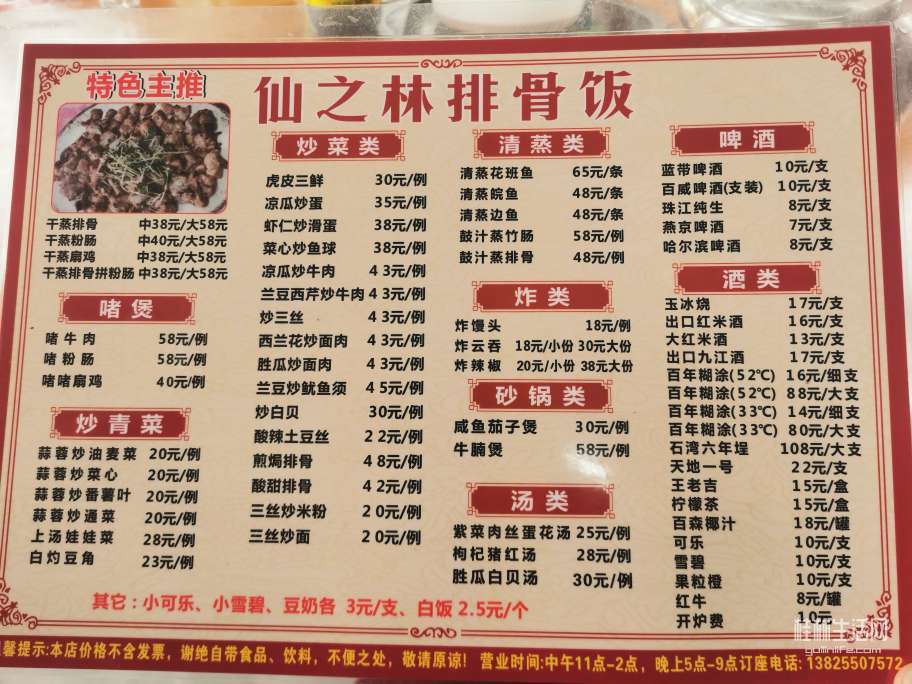 特色主推
仙之林排骨饭
干蒸排骨 中38元/大58元
干蒸粉肠 中40元/大58元
干蒸扇鸡 中38元/大58元
干蒸排骨拼粉肠 中38元/大58元
啫煲
啫牛肉 58元/例
啫粉肠 58元/例
啫啫扇鸡 40元/例
炒青菜
蒜蓉炒油麦菜 20元/例
蒜蓉炒菜心 20元/例
蒜蓉炒番薯叶 20元/例
蒜蓉炒通菜 20元/例
上汤娃娃菜 28元/例
白灼豆角 23元/例
炒菜类
虎皮三鲜 30元/例
凉瓜炒蛋 35元/例
虾仁炒滑蛋 38元/例
菜心炒鱼球 38元/例
凉瓜炒牛肉 43元/例
兰豆西芹炒牛肉 43元/例
炒三丝 43元/例
西兰花炒面肉 43元/例
胜瓜炒面肉 43元/例
兰豆炒鱿鱼须 45元/例
炒白贝 30元/例
酸辣土豆丝 22元/例
煎焗排骨 48元/例
酸甜排骨 42元/例
三丝炒米粉 20元/例
三丝炒面 20元/例
清蒸类
清蒸花班鱼 65元/条
清蒸皖鱼 48元/条
清蒸边鱼 48元/条
鼓汁蒸竹肠 58元/例
鼓汁蒸排骨 48元/例
炸类
炸馒头 18元/例
炸云吞 18元/小份 30元大份
炸辣椒 20元/小份 38元大份
砂锅类
咸鱼茄子煲 30元/例
牛腩煲 58元/例
汤类
紫菜肉丝蛋花汤 25元/例
枸杞猪红汤 28元/例
胜瓜白贝汤 30元/例
啤酒
蓝带啤酒 10元/支
百威啤酒(支装) 10元/支
珠江纯生 8元/支
燕京啤酒 7元/支
哈尔滨啤酒 8元/支
酒类
玉冰烧 17元/支
出口红米酒 16元/支
大红米酒 13元/支
出口九江酒 17元/支
百年糊涂(52℃) 16元/细支
百年糊涂(52℃) 88元/大支
百年糊涂(33℃) 14元/细支
百年糊涂(33℃) 80元/大支
石湾六年埕 108元/大支
天地一号 22元/支
王老吉 15元/盒
柠檬茶 15元/盒
百森椰汁 18元/罐
可乐 10元/支
雪碧 10元/支
果粒橙 10元/支
红牛 8元/罐
开炉费 10元
其它：小可乐、小雪碧、豆奶各 3元/支、白饭 2.5元/个
馨提示:本店价格不含发票，谢绝自带食品、饮料，不便之处，敬请原谅! 营业时间:中午11点-2点，晚上5点-9点订座电话: 13825507572
桂林生活网
guilinlife.com